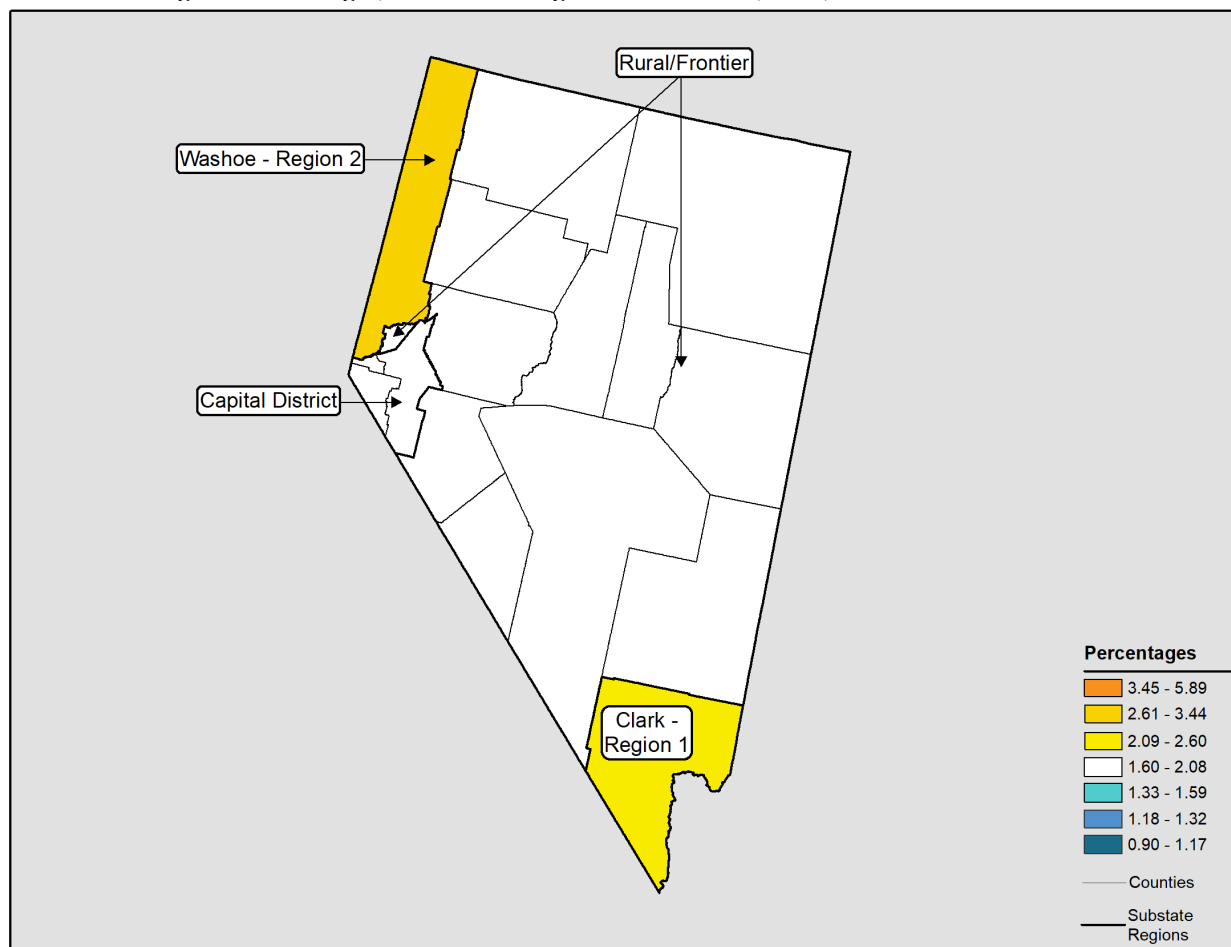 Rural/Frontier
Washoe - Region 2
Capital District
Clark -
Region 1
Percentages
3.45 - 5.89
2.61 - 3.44
2.09 - 2.60
1.60 - 2.08
1.33 - 1.59
1.18 - 1.32
0.90 - 1.17
Counties
Substate
Regions